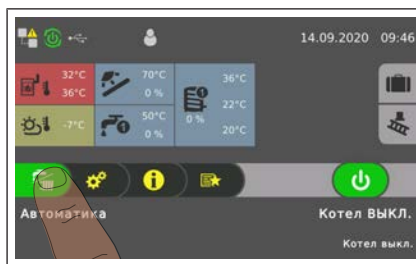 14.09.2020 09:46
32°C 70°C 36°C
36°C 0 %
22°C
-7°C 50°C 0 %
0 % 20°C
Автоматика Котел ВЫКЛ.
Котел выкл.